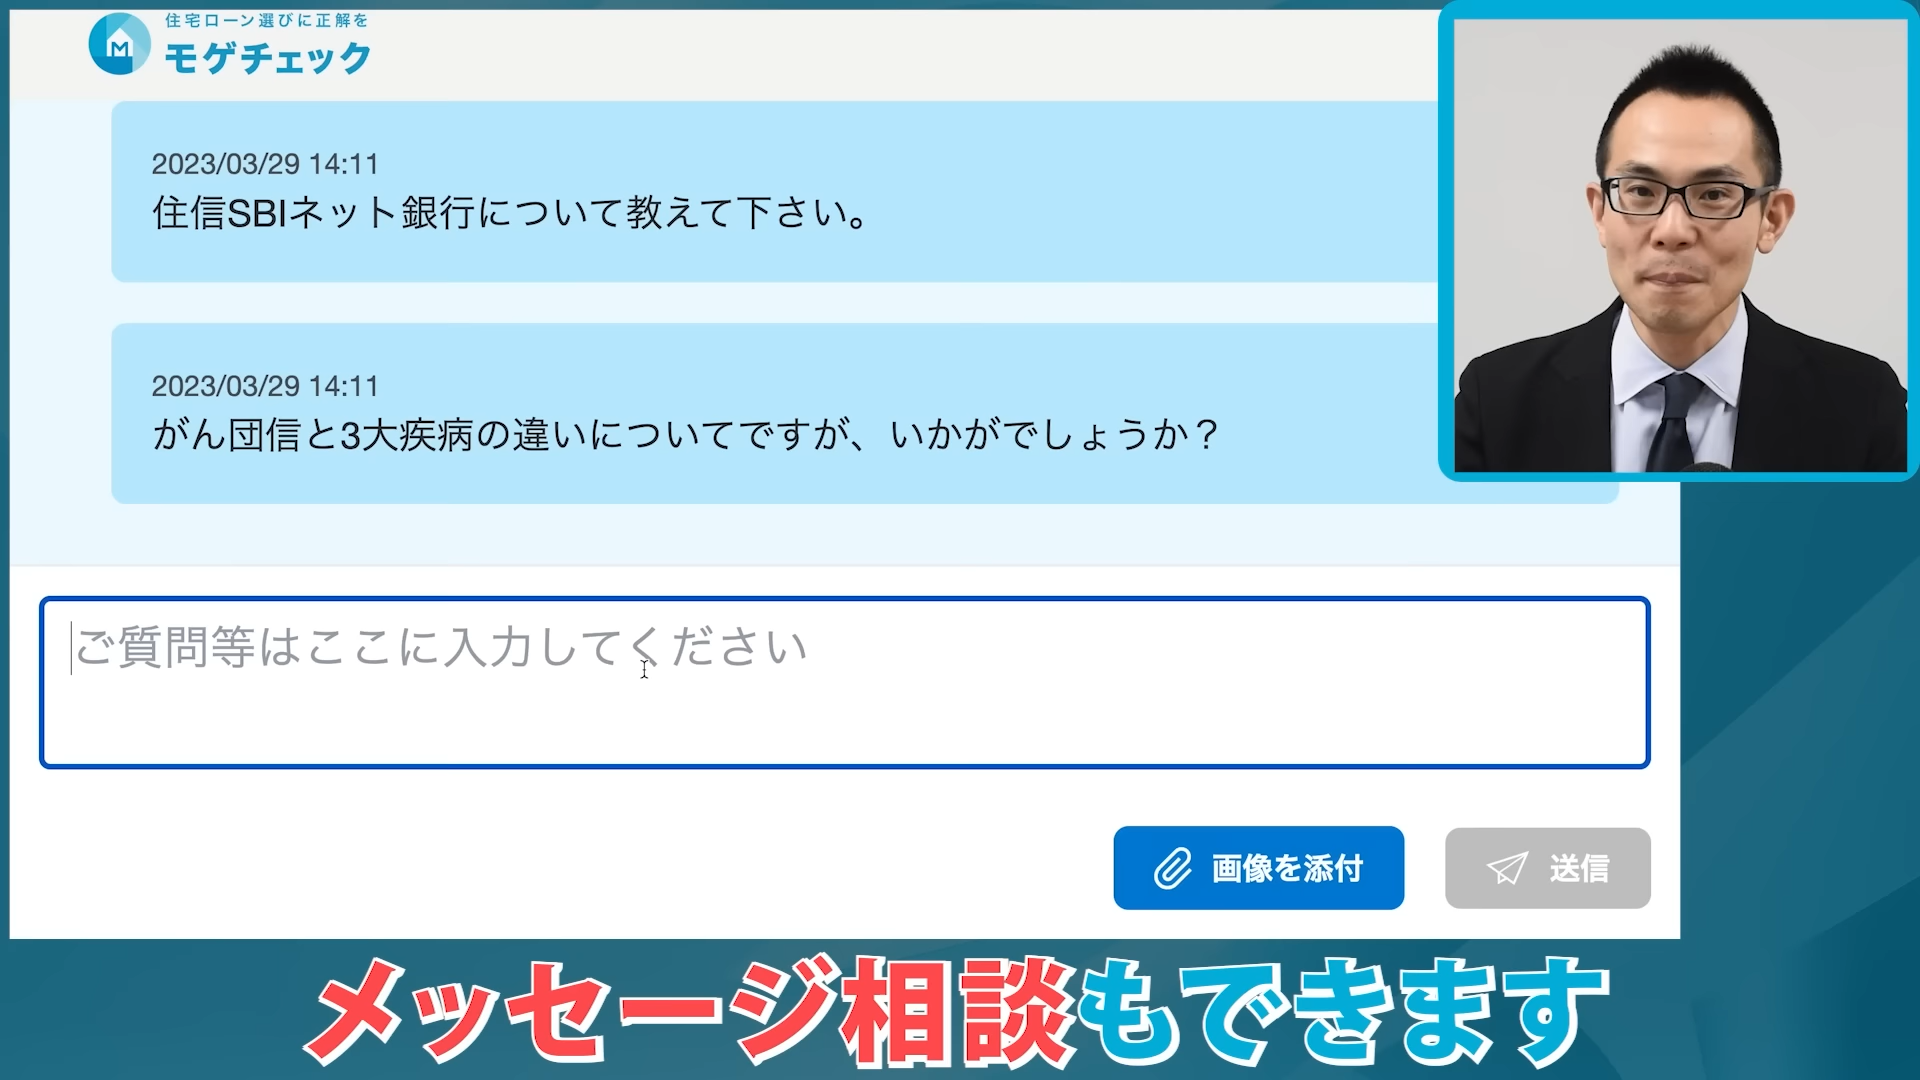 住宅ローン選びに正解を
モゲチェック
2023/03/29 14:11
住信SBIネット銀行について教えて下さい。
2023/03/29 14:11
がん団信と3大疾病の違いについてですが、いかがでしょうか？
ご質問等はここに入力してください
画像を添付
送信
メッセージ相談もできます